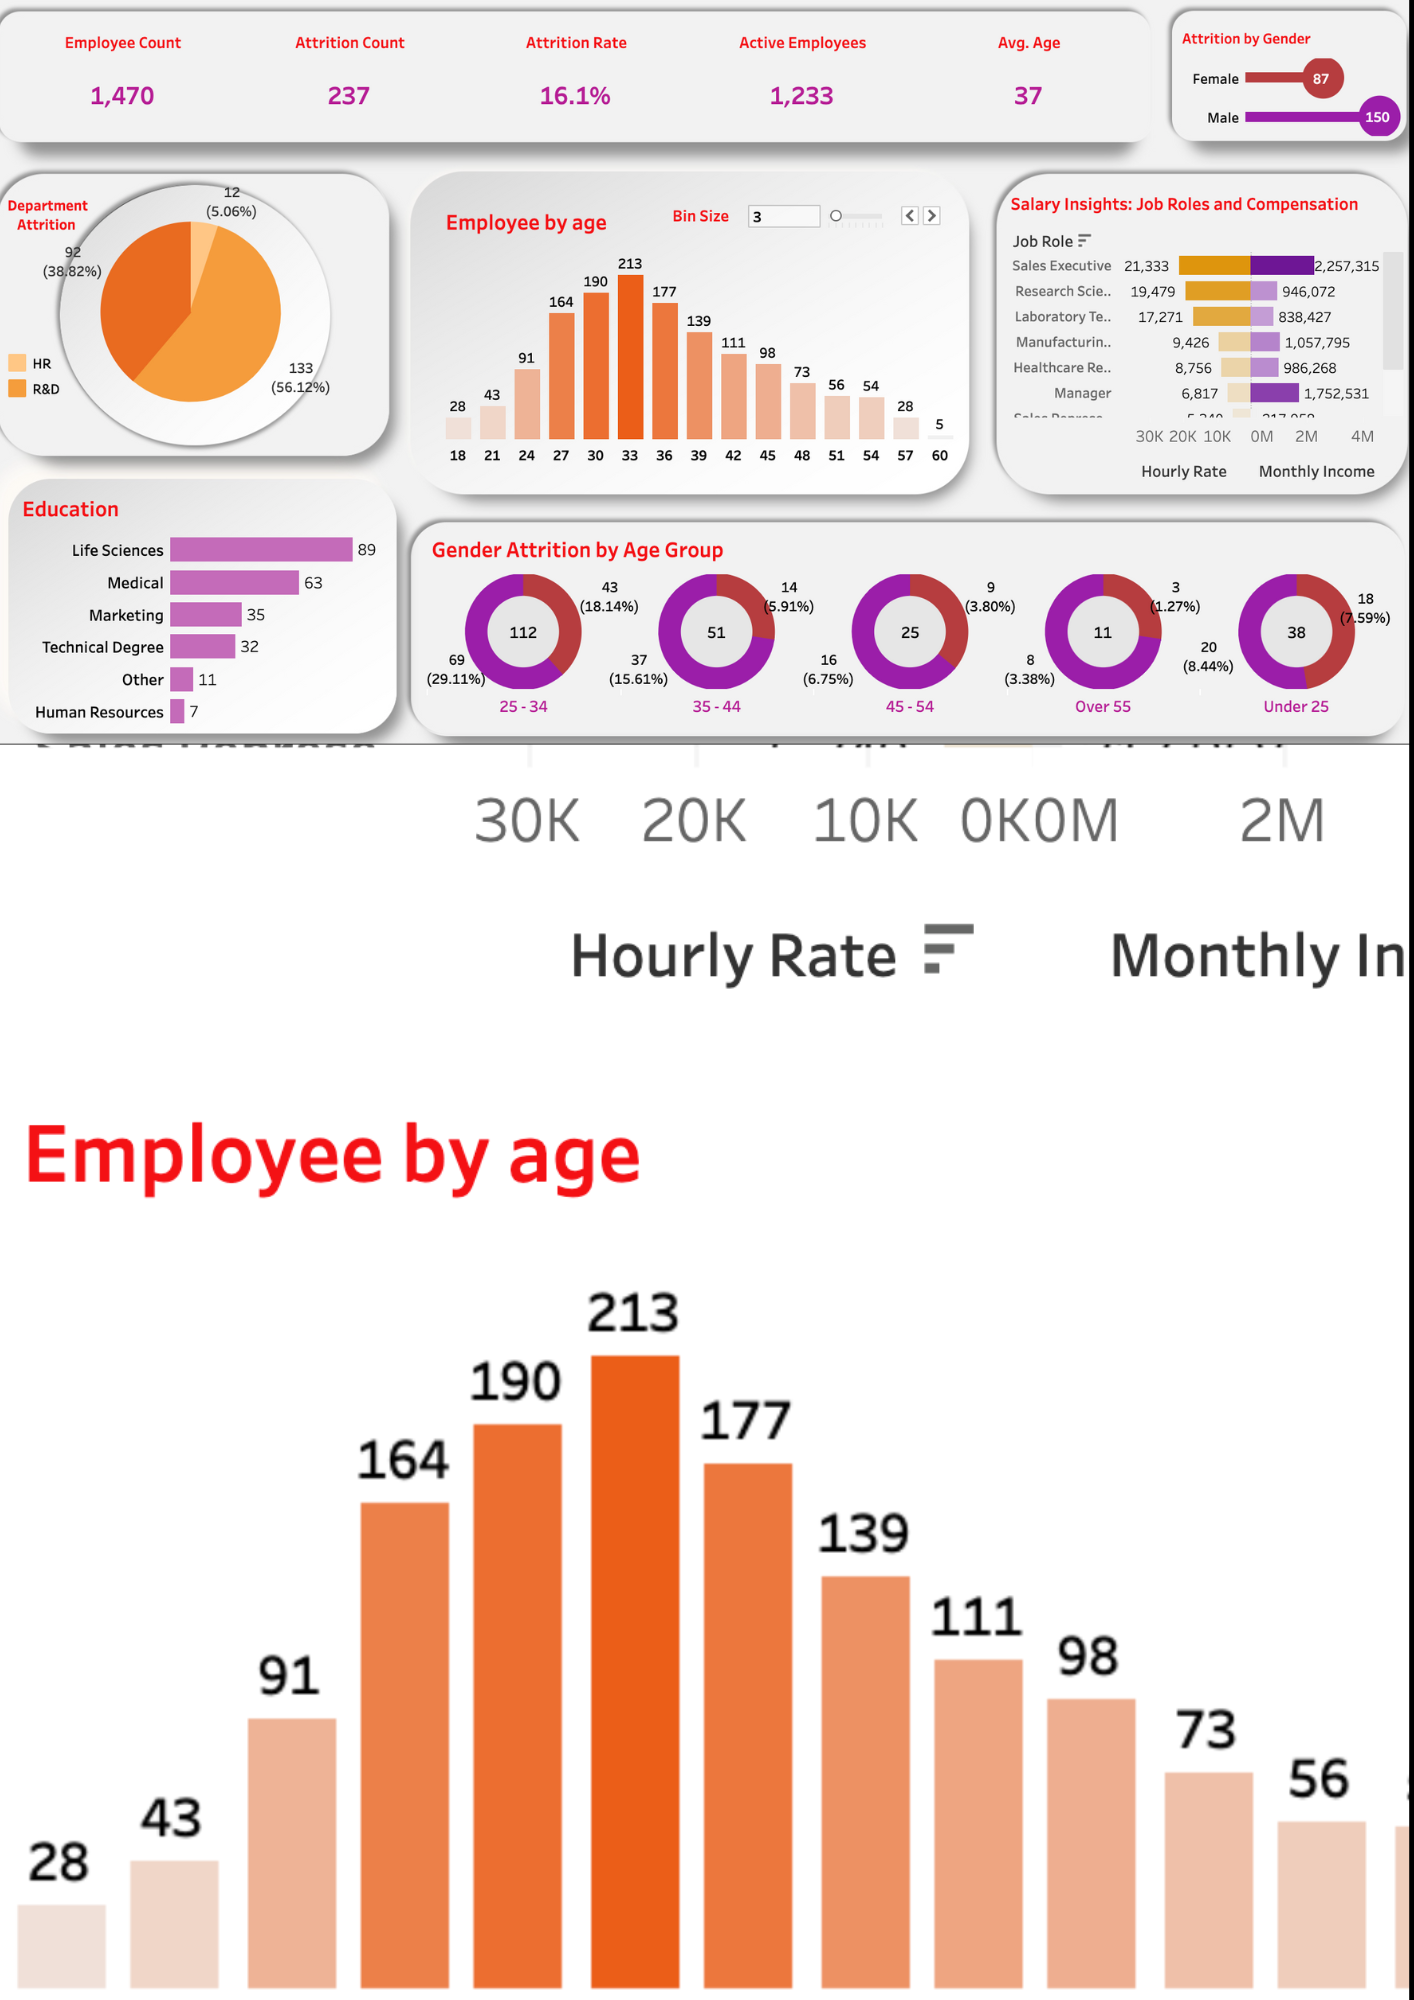 Employee Count
Attrition Count
Attrition Rate
Active Employees
Avg. Age
1,470
237
16.1%
1,233
37
Attrition by Gender
Female
87
Male
150
Department
Attrition
12
(5.06%)
92
(38.82%)
133
(56.12%)
HR
R&D
Employee by age
Bin Size
3
28
43
91
164
190
213
177
139
111
98
73
56
54
28
5
18 21 24 27 30 33 36 39 42 45 48 51 54 57 60
Salary Insights: Job Roles and Compensation
Job Role
Sales Executive 21,333 2,257,315
Research Scie.. 19,479 946,072
Laboratory Te.. 17,271 838,427
Manufacturin.. 9,426 1,057,795
Healthcare Re.. 8,756 986,268
Manager 6,817 1,752,531
30K 20K 10K 0M 2M 4M
Hourly Rate Monthly Income
Education
Life Sciences 89
Medical 63
Marketing 35
Technical Degree 32
Other 11
Human Resources 7
Gender Attrition by Age Group
43
(18.14%)
112
69
(29.11%)
25 - 34
14
(5.91%)
51
37
(15.61%)
35 - 44
9
(3.80%)
25
16
(6.75%)
45 - 54
3
(1.27%)
11
8
(3.38%)
Over 55
18
(7.59%)
38
20
(8.44%)
Under 25
30K 20K 10K 0K0M 2M
Hourly Rate Monthly In
Employee by age
28
43
91
164
190
213
177
139
111
98
73
56